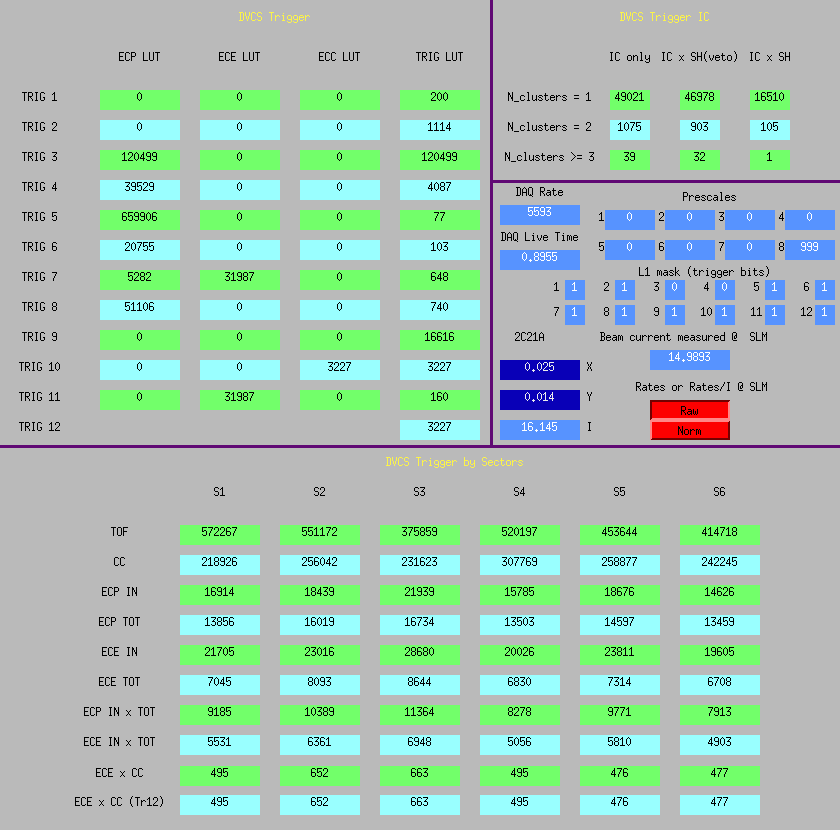 DVCS Trigger
ECP LUT ECE LUT ECC LUT TRIG LUT
TRIG 1 0 0 0 200
TRIG 2 0 0 0 1114
TRIG 3 120499 0 0 120499
TRIG 4 39529 0 0 4087
TRIG 5 659906 0 0 77
TRIG 6 20755 0 0 103
TRIG 7 5282 31987 0 648
TRIG 8 51106 0 0 740
TRIG 9 0 0 0 16616
TRIG 10 0 0 3227 3227
TRIG 11 0 31987 0 160
TRIG 12 3227
DVCS Trigger IC
IC only IC x SH(veto) IC x SH
N_clusters = 1 49021 46978 16510
N_clusters = 2 1075 903 105
N_clusters >= 3 39 32 1
DAQ Rate
5593
DAQ Live Time
0.8955
Prescales
1 0 2 0 3 0 4 0
5 0 6 0 7 0 8 999
L1 mask (trigger bits)
1 1 2 1 3 0 4 0 5 1 6 1
7 1 8 1 9 1 10 1 11 1 12 1
2C21A
0.025 X
0.014 Y
16.145 I
Beam current measured @ SLM
14.9893
Rates or Rates/I @ SLM
Raw
Norm
DVCS Trigger by Sectors
S1 S2 S3 S4 S5 S6
TOF 572267 551172 375859 520197 453644 414718
CC 218926 256042 231623 307769 258877 242245
ECP IN 16914 18439 21939 15785 18676 14626
ECP TOT 13856 16019 16734 13503 14597 13459
ECE IN 21705 23016 28680 20026 23811 19605
ECE TOT 7045 8093 8644 6830 7314 6708
ECP IN x TOT 9185 10389 11364 8278 9771 7913
ECE IN x TOT 5531 6361 6948 5056 5810 4903
ECE x CC 495 652 663 495 476 477
ECE x CC (Tr12) 495 652 663 495 476 477